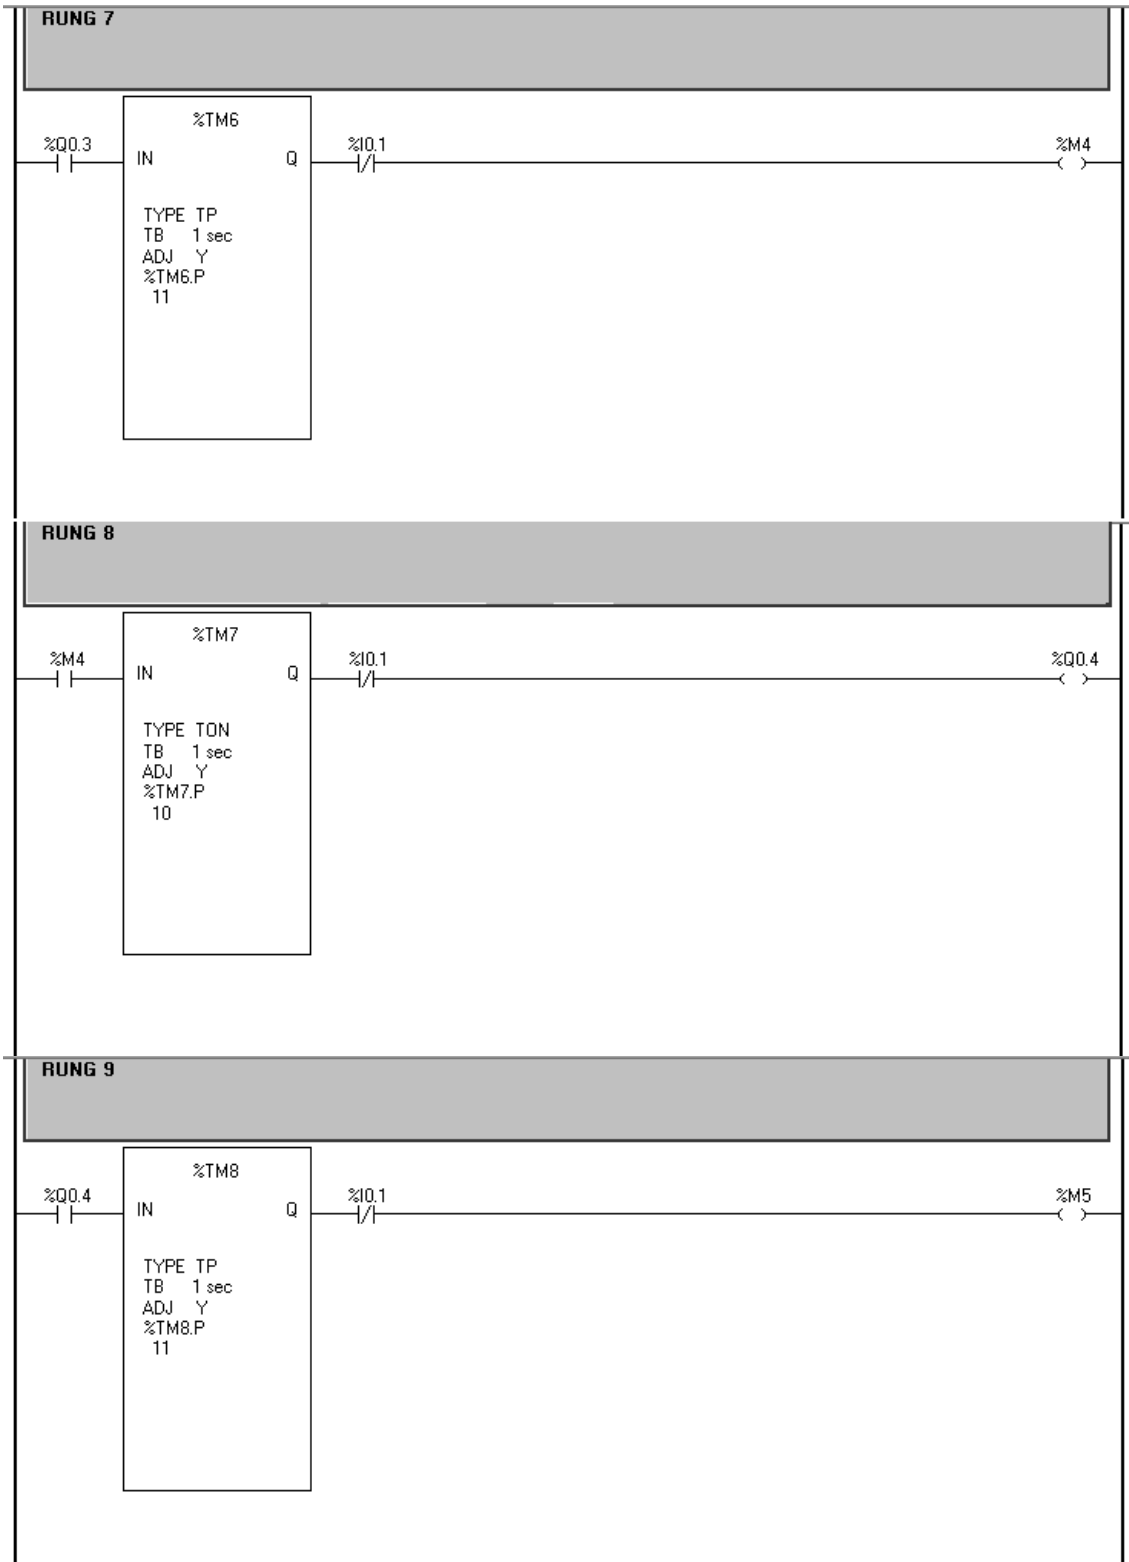 RUNG 7
%TM6
%Q0.3
%I0.1
%M4
IN Q
TYPE TP
TB 1 sec
ADJ Y
%TM6.P
11
RUNG 8
%TM7
%M4
%I0.1
%Q0.4
IN Q
TYPE TON
TB 1 sec
ADJ Y
%TM7.P
10
RUNG 9
%TM8
%Q0.4
%I0.1
%M5
IN Q
TYPE TP
TB 1 sec
ADJ Y
%TM8.P
11